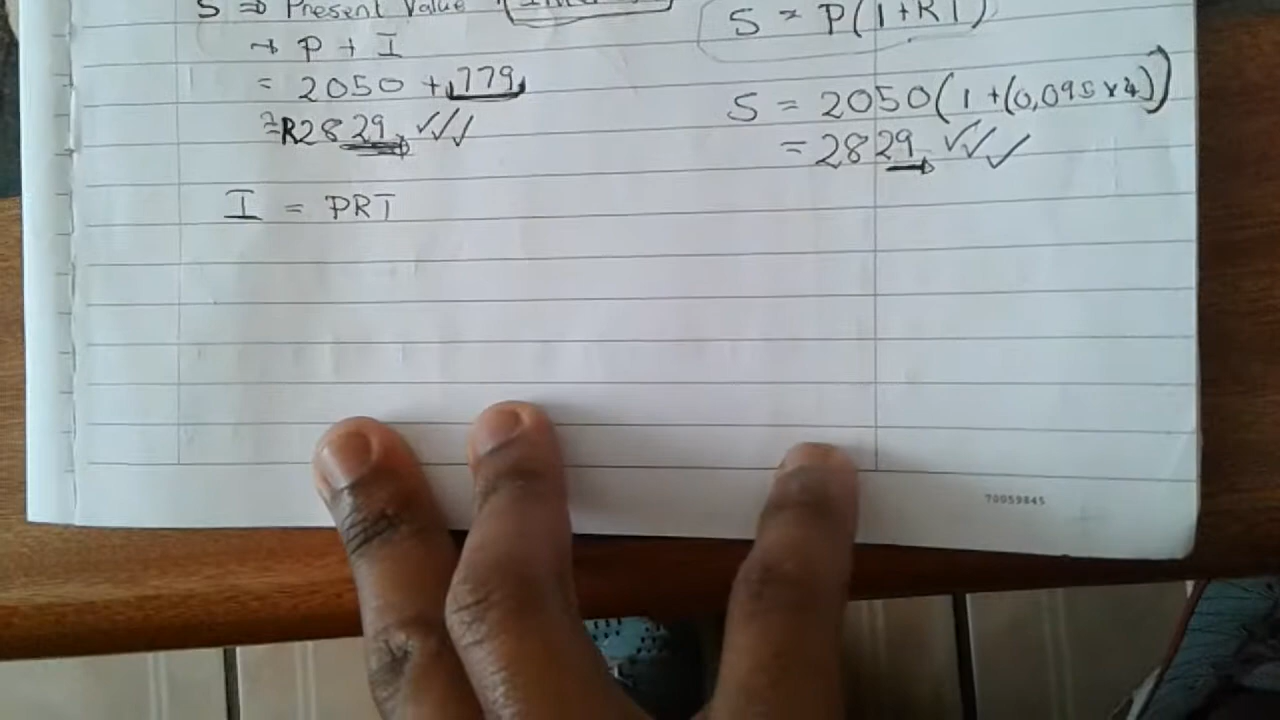 S ⇒ Present Value
→ P + I
= 2050 + 779
≈R2829 ✓✓✓
I = PRT
S = P(1+RT)
S = 2050(1+(0,095×4))
= 2829 ✓✓✓
70059845